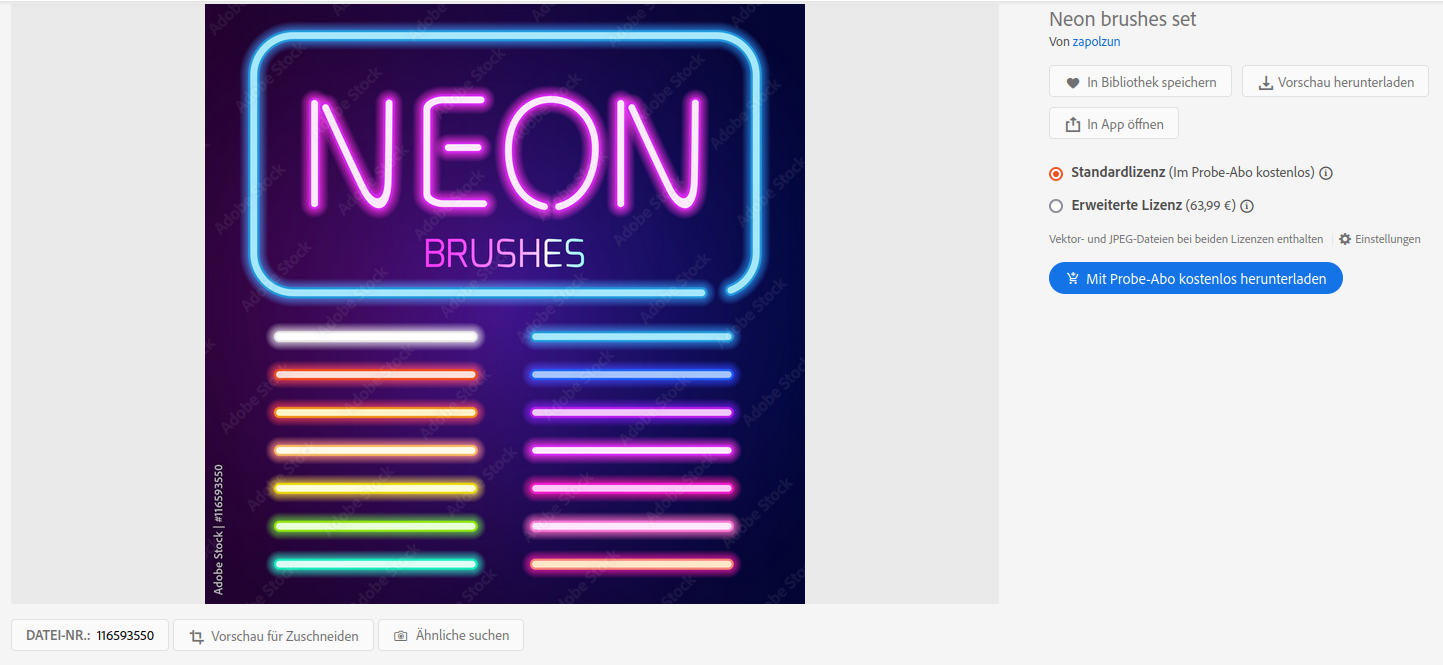 Neon brushes set
Von zapolzun
In Bibliothek speichern
Vorschau herunterladen
In App öffnen
Standardlizenz (Im Probe-Abo kostenlos)
Erweiterte Lizenz (63,99 €)
Vektor- und JPEG-Dateien bei beiden Lizenzen enthalten
Einstellungen
Mit Probe-Abo kostenlos herunterladen
NEON
BRUSHES
Adobe Stock
Adobe Stock | #116593550
DATEI-NR.: 116593550
Vorschau für Zuschneiden
Ähnliche suchen